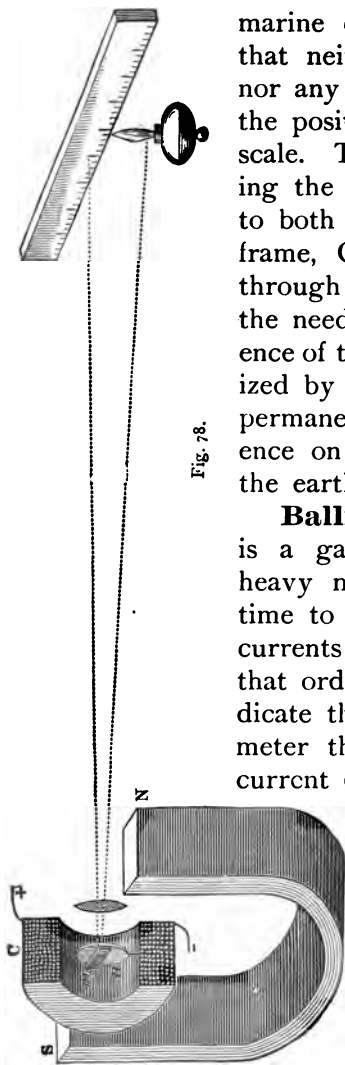 marine
that nei
nor any
the posit
scale. T
ing the
to both
frame, C
through
the need
ence of t
ized by
permane
ence on
the earth
Balli
is a ga
heavy m
time to
currents
that ord
dicate th
meter th
current
Fig. 78.
N
C
+
-
S